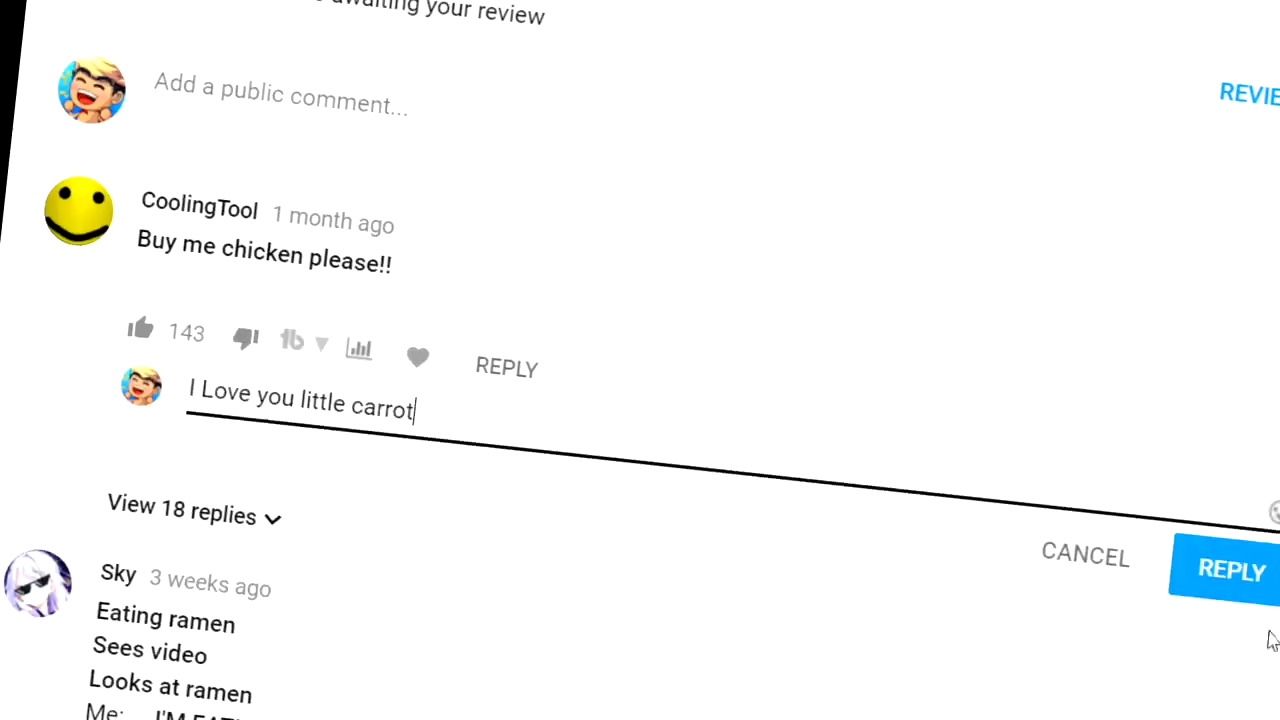 awaiting your review
Add a public comment...
CoolingTool 1 month ago
Buy me chicken please!!
143
REPLY
I Love you little carrot
View 18 replies
CANCEL
REPLY
Sky 3 weeks ago
Eating ramen
Sees video
Looks at ramen
Me: